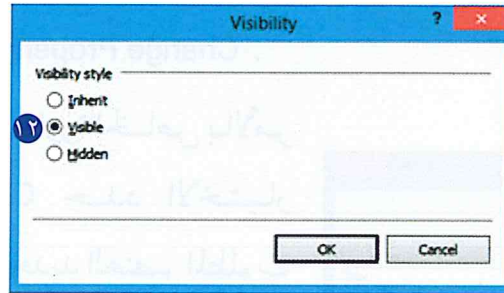 Visibility
?
×
Visibility style
Inherit
١٢
Visible
Hidden
OK
Cancel